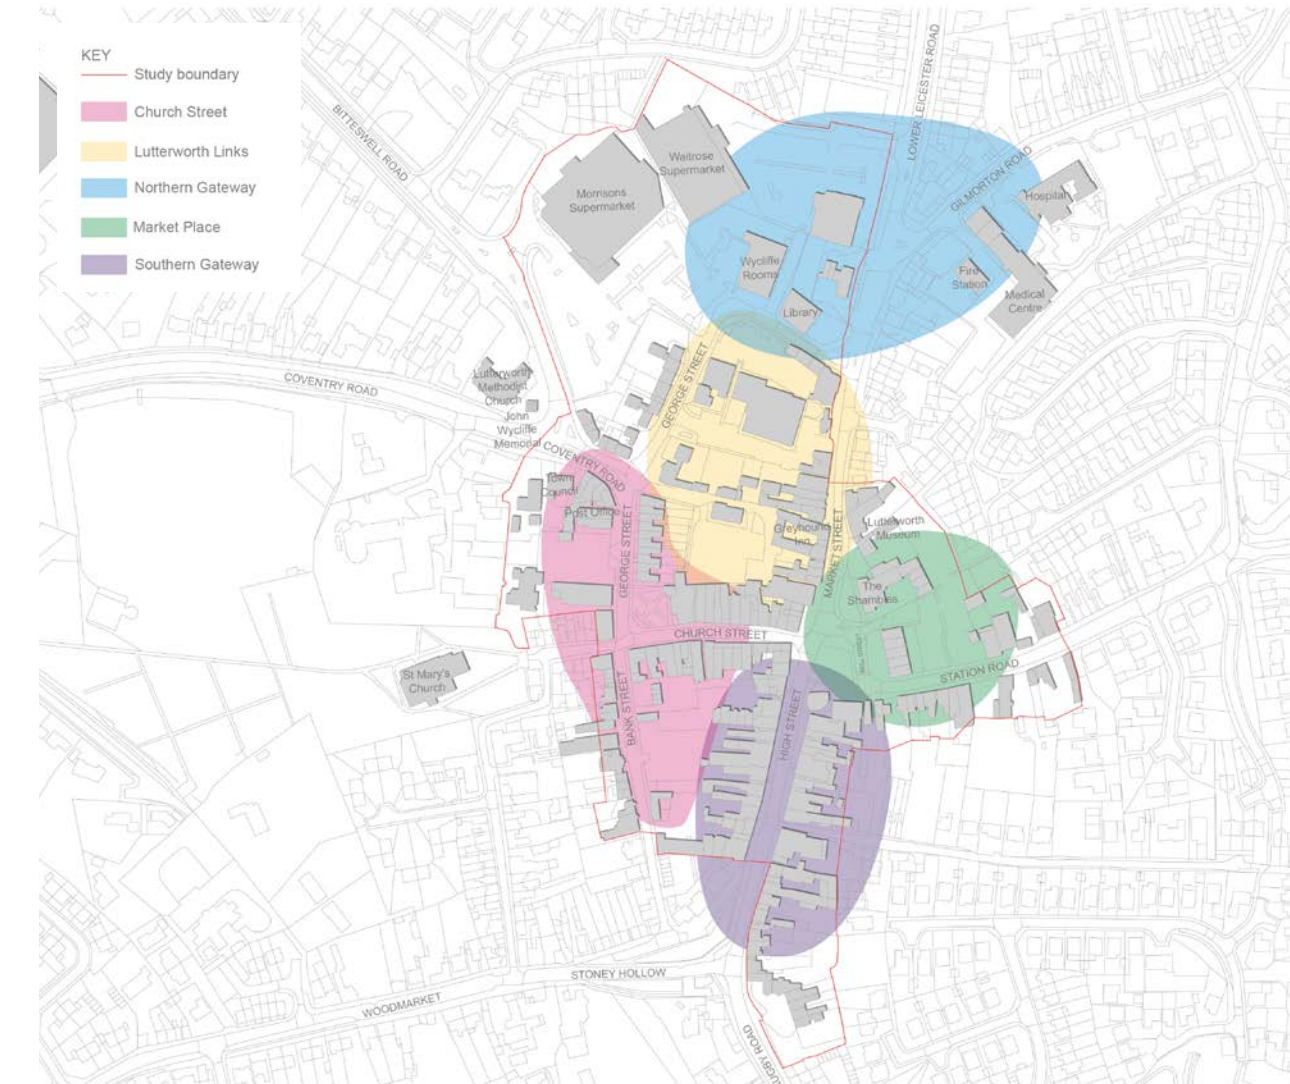 KEY
Study boundary
Church Street
Lutterworth Links
Northern Gateway
Market Place
Southern Gateway
BITTESWELL ROAD
LOWER LEICESTER ROAD
GILMORTON ROAD
Waitrose
Supermarket
Morrisons
Supermarket
Hospital
Wycliffe
Rooms
Fire
Station
Medical
Centre
Library
GEORGE STREET
COVENTRY ROAD
Lutterworth
Methodist
Church
John
Wycliffe
Memorial
COVENTRY ROAD
Town
Council
Post Office
GEORGE STREET
Greyhound
Inn
MARKET STREET
Lutterworth
Museum
The
Shambles
CHURCH STREET
STATION ROAD
St Mary's
Church
BANK STREET
HIGH STREET
STONEY HOLLOW
WOODMARKET
UGBY ROAD